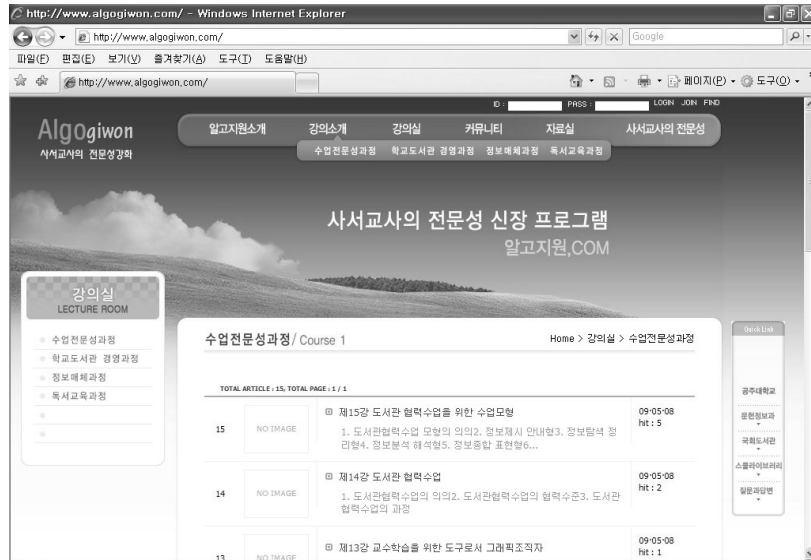 http://www.algogiwon.com/ - Windows Internet Explorer
http://www.algogiwon.com/
Google
파일(F) 편집(E) 보기(V) 즐겨찾기(A) 도구(T) 도움말(H)
http://www.algogiwon.com/
페이지(P) 도구(O)
ID : PASS : LOGIN JOIN FIND
Algogiwon
사서교사의 전문성강화
알고지원소개 강의소개 강의실 커뮤니티 자료실 사서교사의 전문성
수업전문성과정 학교도서관 경영과정 정보매체과정 독서교육과정
사서교사의 전문성 신장 프로그램
알고지원.COM
강의실
LECTURE ROOM
수업전문성과정
학교도서관 경영과정
정보매체과정
독서교육과정
수업전문성과정/ Course 1
Home > 강의실 > 수업전문성과정
TOTAL ARTICLE : 15, TOTAL PAGE : 1 / 1
15
NO IMAGE
제15강 도서관 협력수업을 위한 수업모형
1. 도서관협력수업 모형의 의의2. 정보제시 안내형3. 정보탐색 정
리형4. 정보분석 해석형5. 정보종합 표현형6...
09-05-08
hit : 5
14
NO IMAGE
제14강 도서관 협력수업
1. 도서관협력수업의 의의2. 도서관협력수업의 협력수준3. 도서관
협력수업의 과정
09-05-08
hit : 2
13
NO IMAGE
제13강 교수학습을 위한 도구로서 그래픽조직자
09-05-08
hit : 1
Quick Link
공주대학교
문헌정보과
국회도서관
스쿨라이브러리
질문과답변